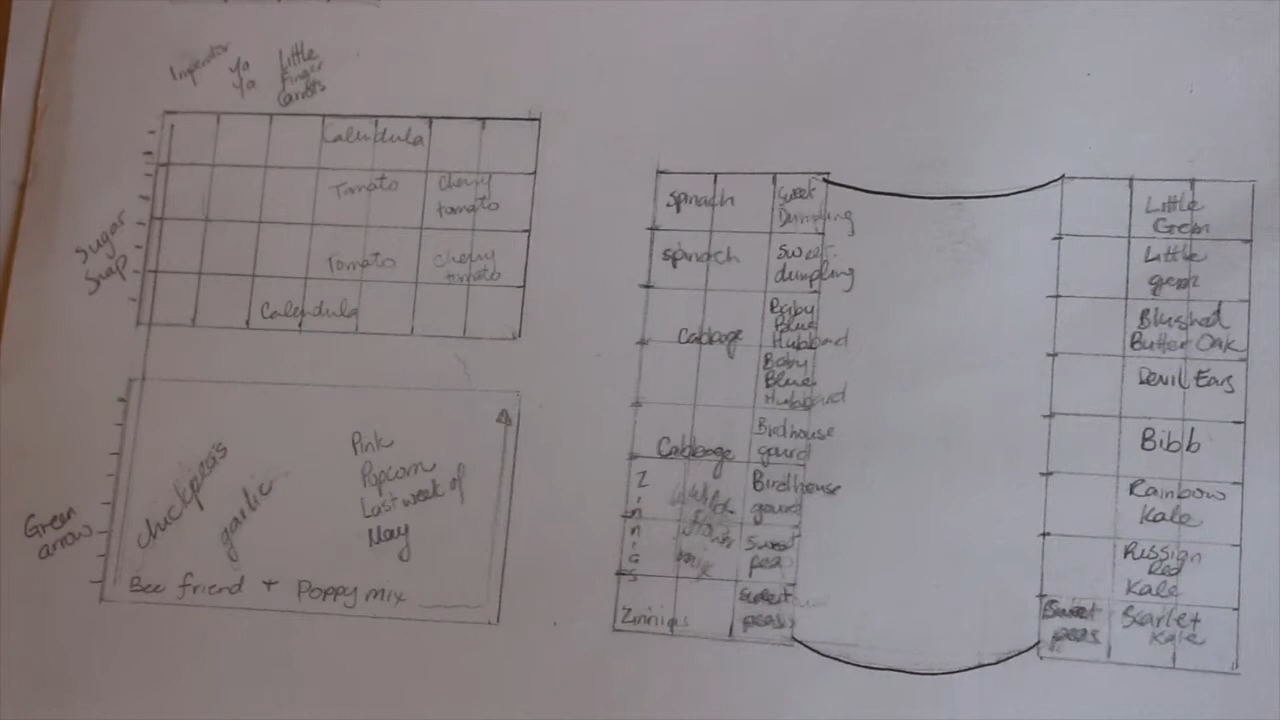 Imperator
Ya
Ya
Little
Finger
Carrots
Calendula
Tomato
cherry
tomato
Sugar
Snap
Tomato
cherry
tomato
Calendula
Green
arrow
chickpeas
garlic
Pink
Popcorn
Last week of
May
Bee friend + Poppy mix
spinach
Sweet
Dumpling
spinach
sweet
dumpling
Cabbage
Baby
Blue
Hubbard
Baby
Blue
Hubbard
Cabbage
Birdhouse
gourd
Zinnias
mix
Birdhouse
gourd
Sweet
pea
Zinnias
Sweet
peas
Little
Gem
Little
gem
Blushed
Butter Oak
Devil Ears
Bibb
Rainbow
Kale
Russian
Red
Kale
Sweet
peas
Scarlet
Kale